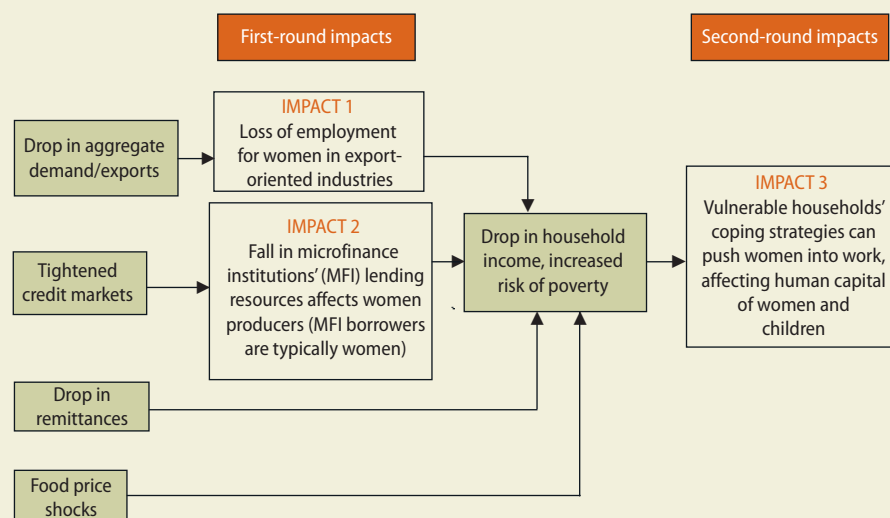 First-round impacts
Second-round impacts
Drop in aggregate
demand/exports
IMPACT 1
Loss of employment
for women in export-
oriented industries
Tightened
credit markets
IMPACT 2
Fall in microfinance
institutions’ (MFI) lending
resources affects women
producers (MFI borrowers
are typically women)
Drop in household
income, increased
risk of poverty
IMPACT 3
Vulnerable households’
coping strategies can
push women into work,
affecting human capital
of women and
children
Drop in
remittances
Food price
shocks